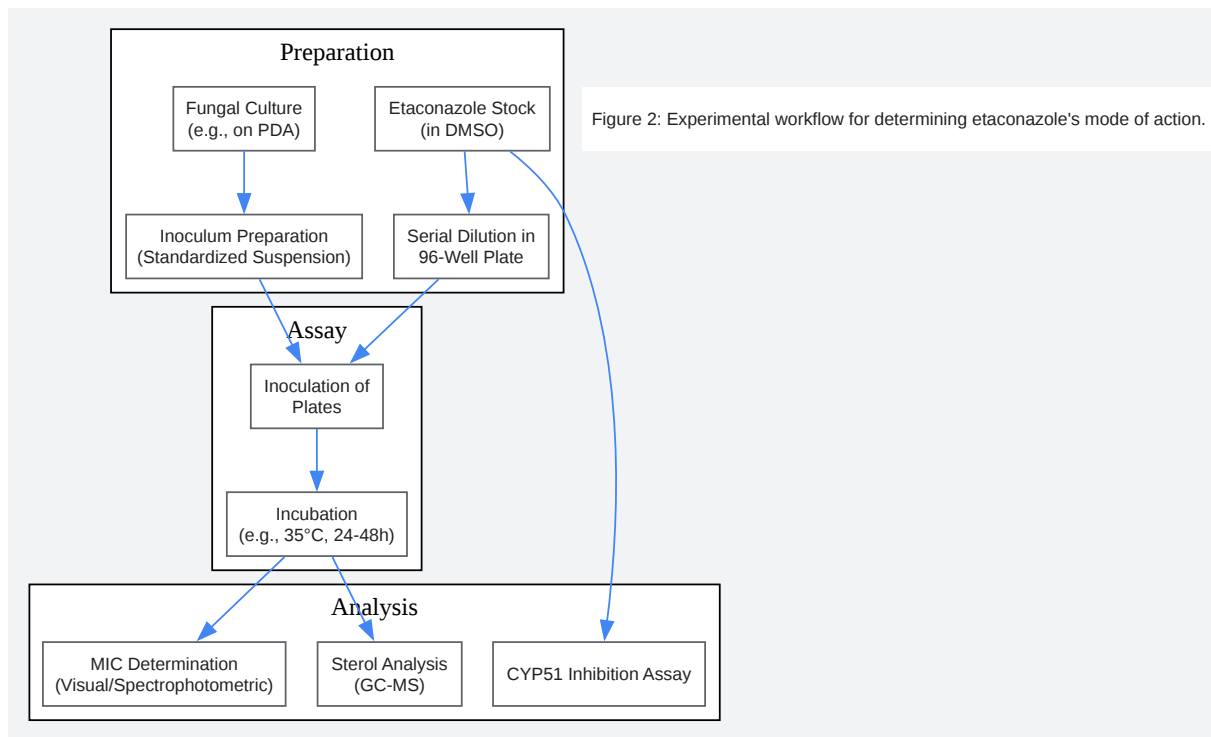 Preparation
Fungal Culture
(e.g., on PDA)
Etaconazole Stock
(in DMSO)
Figure 2: Experimental workflow for determining etaconazole's mode of action.
Inoculum Preparation
(Standardized Suspension)
Serial Dilution in
96-Well Plate
Assay
Inoculation of
Plates
Incubation
(e.g., 35°C, 24-48h)
Analysis
MIC Determination
(Visual/Spectrophotometric)
Sterol Analysis
(GC-MS)
CYP51 Inhibition Assay